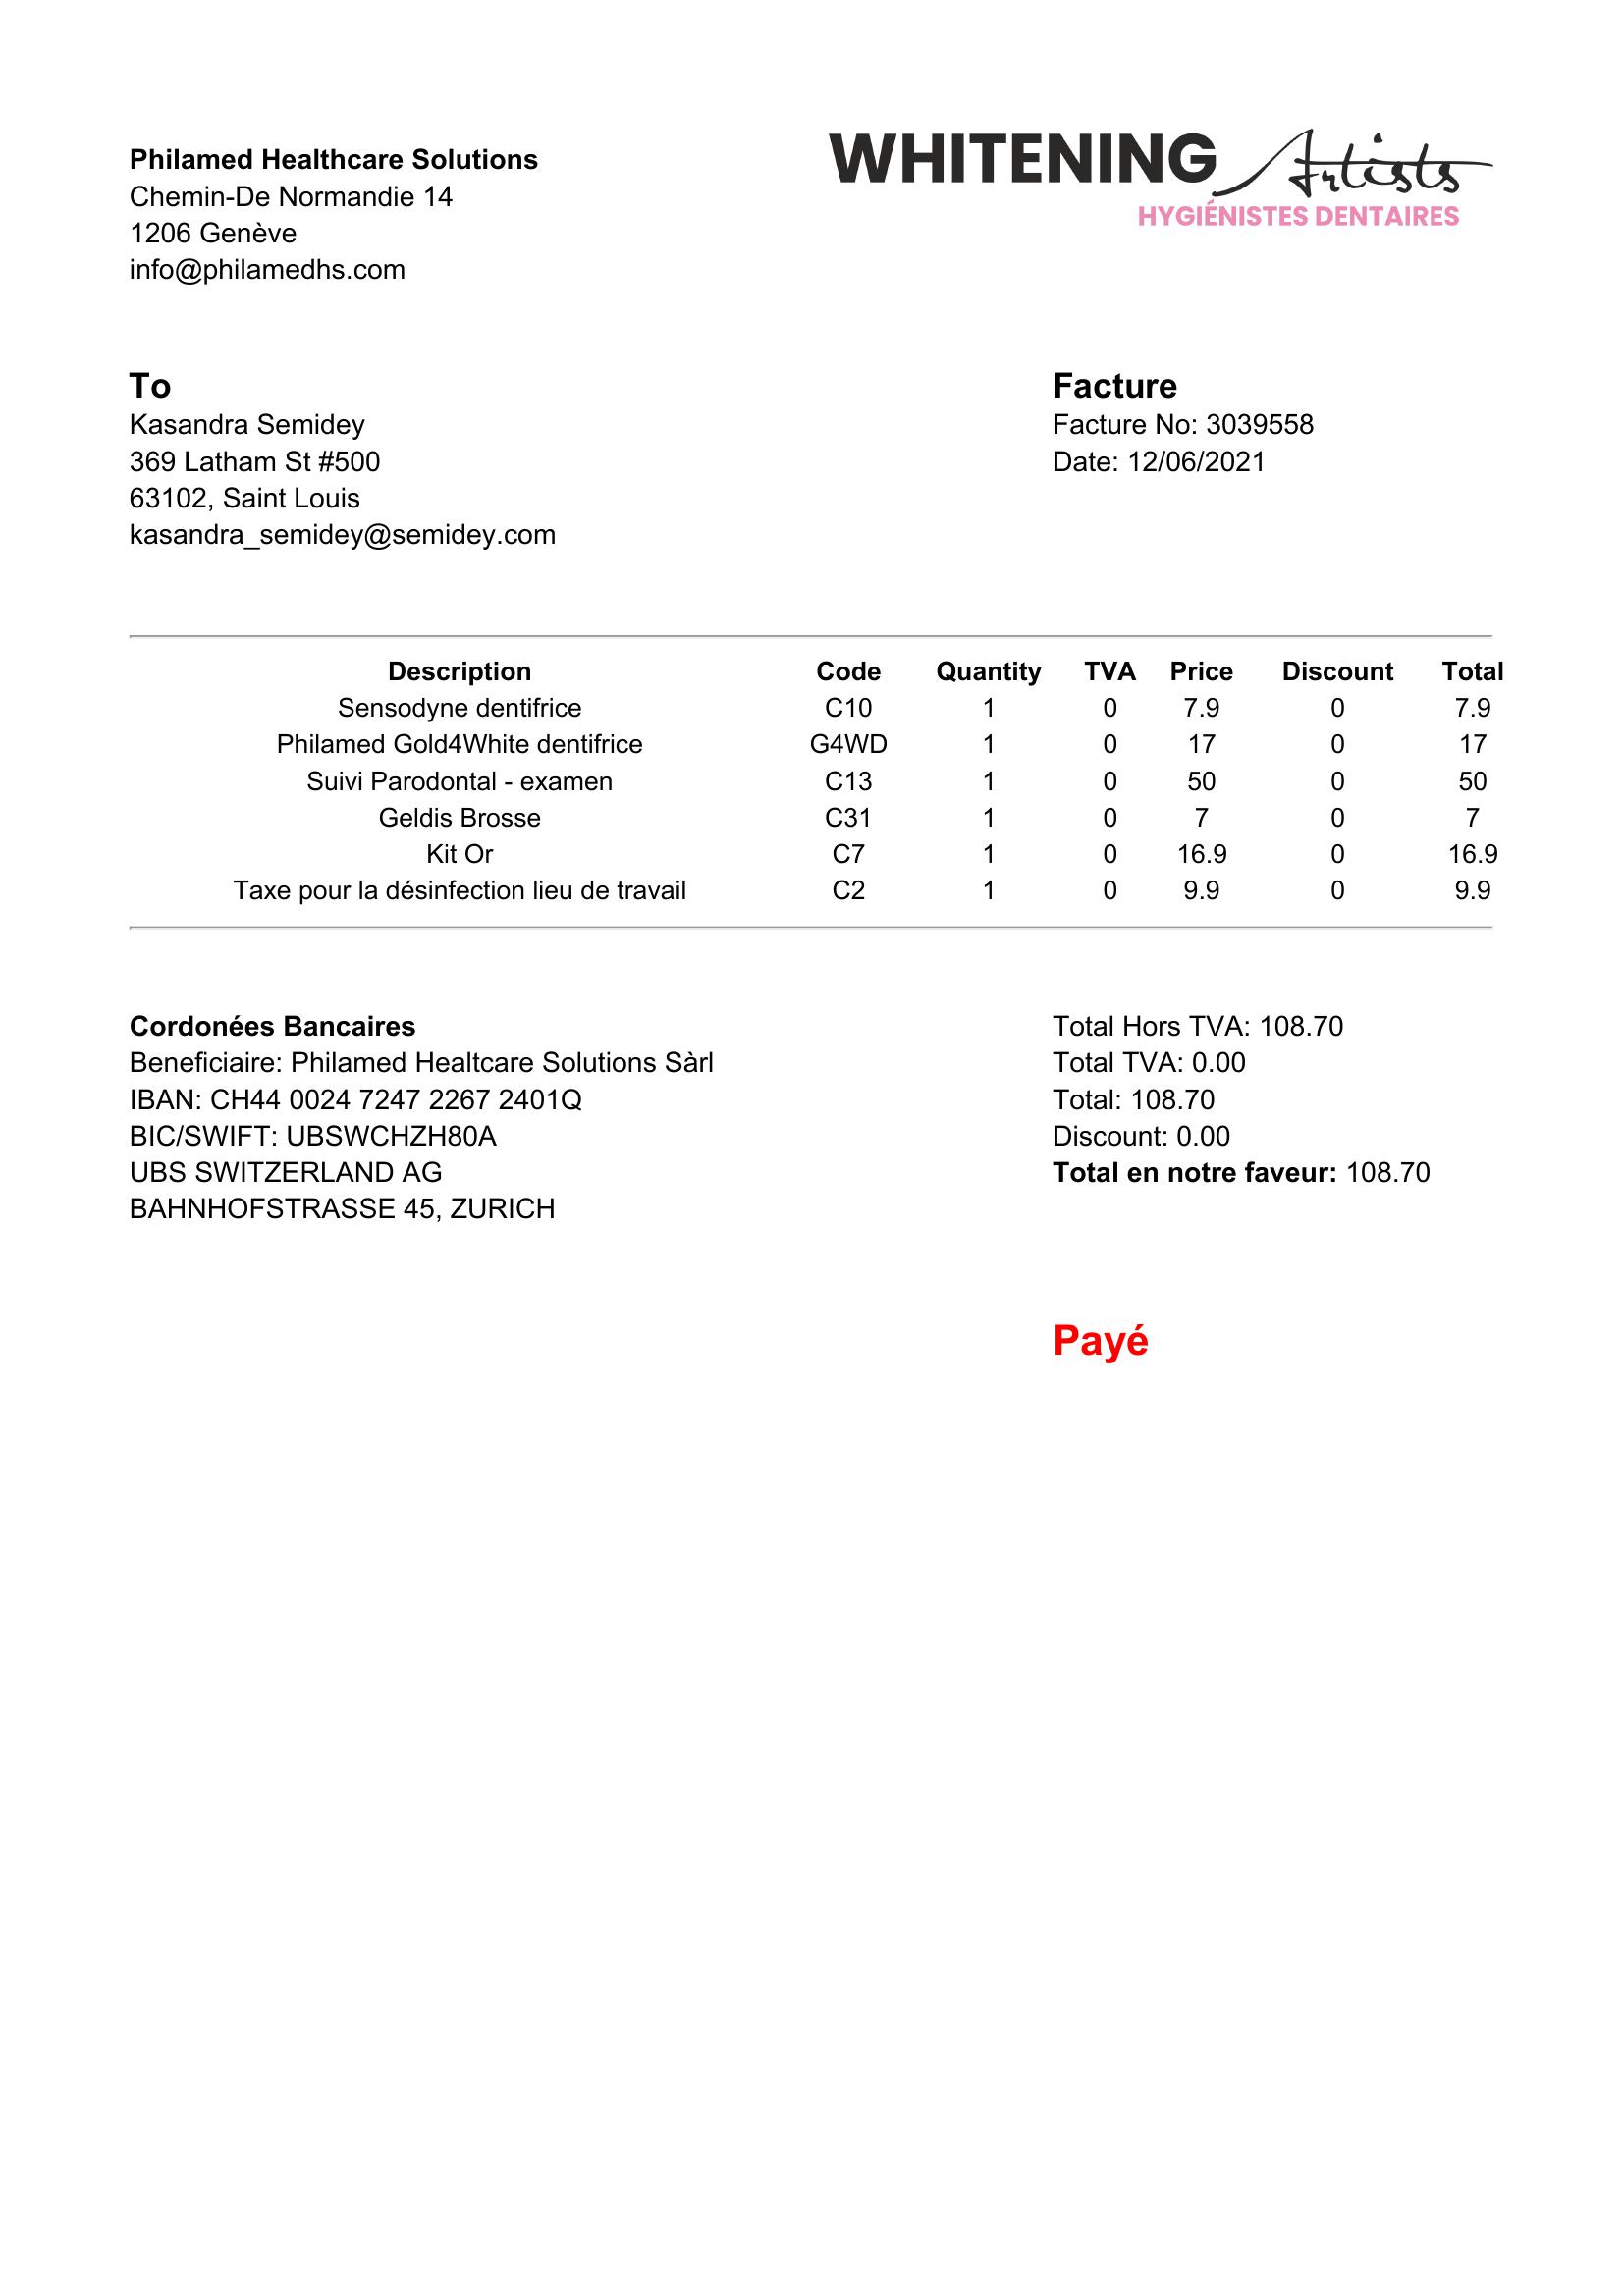 Philamed Healthcare Solutions
Chemin-De Normandie 14
1206 Genève
info@philamedhs.com
WHITENING Artists
HYGIÉNISTES DENTAIRES
To
Kasandra Semidey
369 Latham St #500
63102, Saint Louis
kasandra_semidey@semidey.com
Facture
Facture No: 3039558
Date: 12/06/2021
Description Code Quantity TVA Price Discount Total
Sensodyne dentifrice C10 1 0 7.9 0 7.9
Philamed Gold4White dentifrice G4WD 1 0 17 0 17
Suivi Parodontal - examen C13 1 0 50 0 50
Geldis Brosse C31 1 0 7 0 7
Kit Or C7 1 0 16.9 0 16.9
Taxe pour la désinfection lieu de travail C2 1 0 9.9 0 9.9
Cordonées Bancaires
Beneficiaire: Philamed Healtcare Solutions Sàrl
IBAN: CH44 0024 7247 2267 2401Q
BIC/SWIFT: UBSWCHZH80A
UBS SWITZERLAND AG
BAHNHOFSTRASSE 45, ZURICH
Total Hors TVA: 108.70
Total TVA: 0.00
Total: 108.70
Discount: 0.00
Total en notre faveur: 108.70
Payé